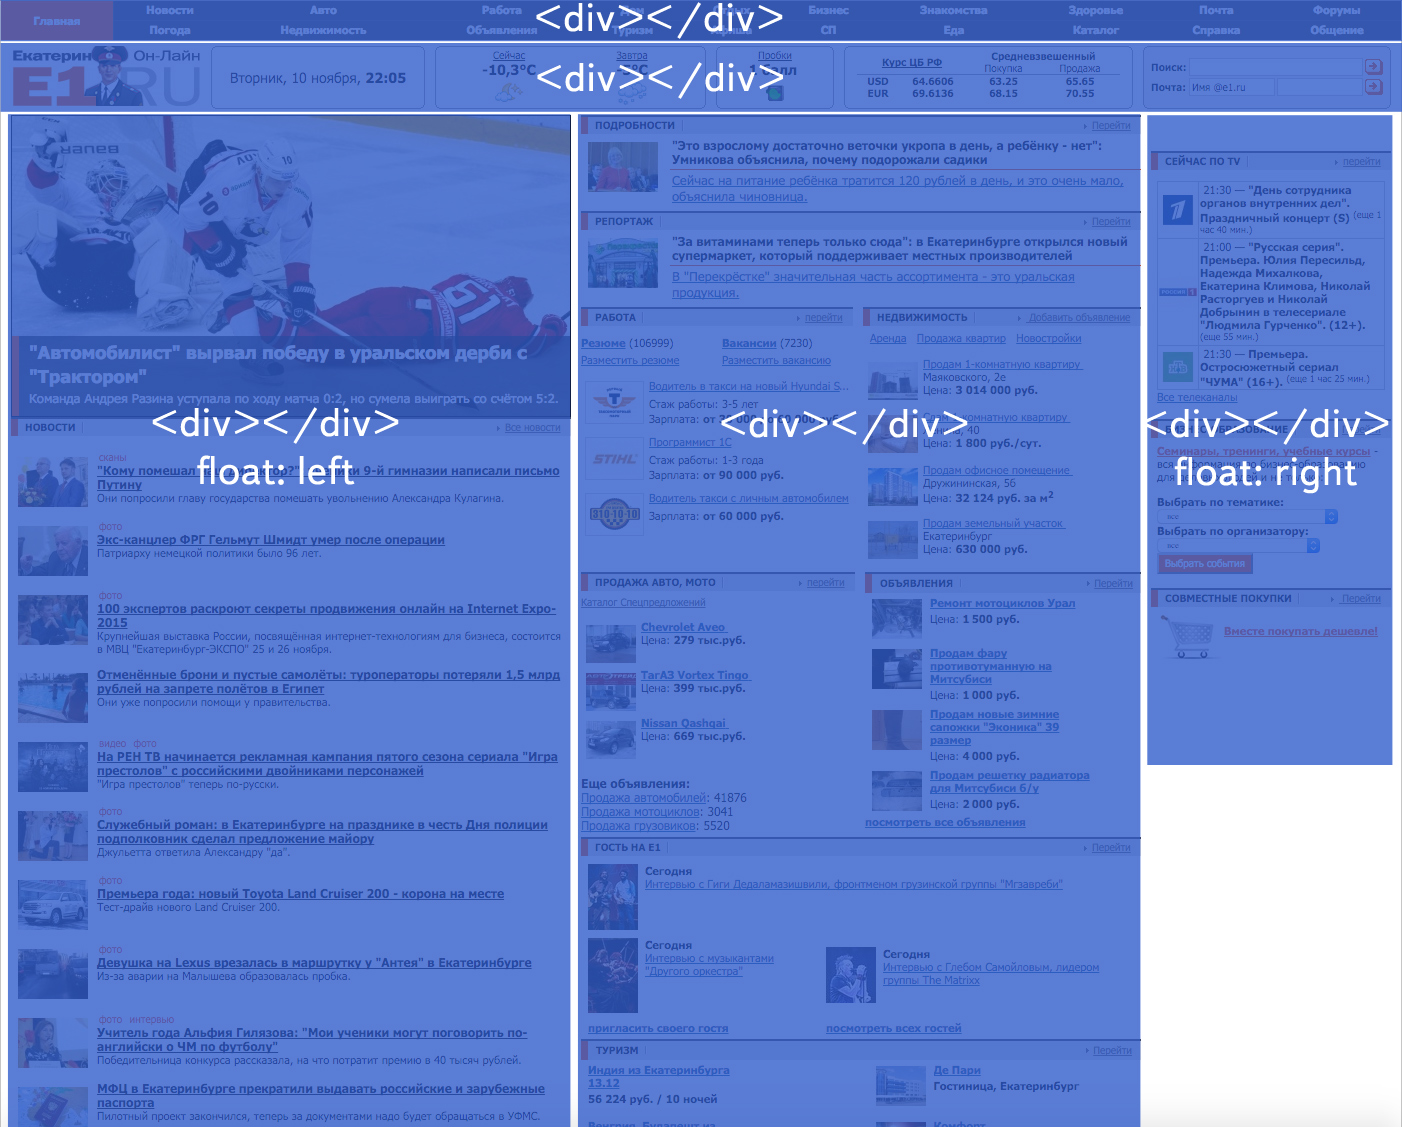 Главная
Новости
Авто
Работа
Дом
Отдых
Бизнес
Знакомства
Здоровье
Почта
Форумы
Погода
Недвижимость
Объявления
Туризм
Афиша
СП
Еда
Каталог
Справка
Общение
<div></div>
Екатеринбург Он-Лайн
E1.RU
Вторник, 10 ноября, 22:05
Сейчас
-10,3°C
Завтра
Пробки
1 балл
<div></div>
Курс ЦБ РФ
Средневзвешенный
Покупка Продажа
USD 64.6606 63.25 65.65
EUR 69.6136 68.15 70.55
Поиск:
Почта: Имя @e1.ru
"Автомобилист" вырвал победу в уральском дерби с
"Трактором"
Команда Андрея Разина уступала по ходу матча 0:2, но сумела выиграть со счётом 5:2.
<div></div>
float: left
НОВОСТИ
Все новости
сканы
"Кому помешал директор?" ученики 9-й гимназии написали письмо
Путину
Они попросили главу государства помешать увольнению Александра Кулагина.
фото
Экс-канцлер ФРГ Гельмут Шмидт умер после операции
Патриарху немецкой политики было 96 лет.
фото
100 экспертов раскроют секреты продвижения онлайн на Internet Expo-
2015
Крупнейшая выставка России, посвящённая интернет-технологиям для бизнеса, состоится
в МВЦ "Екатеринбург-ЭКСПО" 25 и 26 ноября.
Отменённые брони и пустые самолёты: туроператоры потеряли 1,5 млрд
рублей на запрете полётов в Египет
Они уже попросили помощи у правительства.
видео фото
На РЕН ТВ начинается рекламная кампания пятого сезона сериала "Игра
престолов" с российскими двойниками персонажей
"Игра престолов" теперь по-русски.
фото
Служебный роман: в Екатеринбурге на празднике в честь Дня полиции
подполковник сделал предложение майору
Джульетта ответила Александру "да".
фото
Премьера года: новый Toyota Land Cruiser 200 - корона на месте
Тест-драйв нового Land Cruiser 200.
фото
Девушка на Lexus врезалась в маршрутку у "Антея" в Екатеринбурге
Из-за аварии на Малышева образовалась пробка.
фото интервью
Учитель года Альфия Гилязова: "Мои ученики могут поговорить по-
английски о ЧМ по футболу"
Победительница конкурса рассказала, на что потратит премию в 40 тысяч рублей.
МФЦ в Екатеринбурге прекратили выдавать российские и зарубежные
паспорта
Пилотный проект закончился, теперь за документами надо будет обращаться в УФМС.
ПОДРОБНОСТИ
Перейти
"Это взрослому достаточно веточки укропа в день, а ребёнку - нет":
Умникова объяснила, почему подорожали садики
Сейчас на питание ребёнка тратится 120 рублей в день, и это очень мало,
объяснила чиновница.
РЕПОРТАЖ
Перейти
"За витаминами теперь только сюда": в Екатеринбурге открылся новый
супермаркет, который поддерживает местных производителей
В "Перекрёстке" значительная часть ассортимента - это уральская
продукция.
РАБОТА
перейти
Резюме (106999)
Вакансии (7230)
Разместить резюме
Разместить вакансию
Водитель в такси на новый Hyundai S...
Стаж работы: 3-5 лет
Зарплата: от
Программист 1С
STIHL
Стаж работы: 1-3 года
Зарплата: от 90 000 руб.
Водитель такси с личным автомобилем
310-10-10
Зарплата: от 60 000 руб.
<div></div>
НЕДВИЖИМОСТЬ
Добавить объявление
Аренда
Продажа квартир
Новостройки
Продам 1-комнатную квартиру
Маяковского, 2е
Цена: 3 014 000 руб.
квартиру
40
Цена: 1 800 руб./сут.
Продам офисное помещение
Дружининская, 5б
Цена: 32 124 руб. за м2
Продам земельный участок
Екатеринбург
Цена: 630 000 руб.
ПРОДАЖА АВТО, МОТО
перейти
Каталог Спецпредложений
Chevrolet Aveo
Цена: 279 тыс.руб.
ТагАЗ Vortex Tingo
Цена: 399 тыс.руб.
Nissan Qashqai
Цена: 669 тыс.руб.
Еще объявления:
Продажа автомобилей: 41876
Продажа мотоциклов: 3041
Продажа грузовиков: 5520
ОБЪЯВЛЕНИЯ
Перейти
Ремонт мотоциклов Урал
Цена: 1 500 руб.
Продам фару
противотуманную на
Митсубиси
Цена: 1 000 руб.
Продам новые зимние
сапожки "Эконика" 39
размер
Цена: 4 000 руб.
Продам решетку радиатора
для Митсубиси б/у
Цена: 2 000 руб.
посмотреть все объявления
ГОСТЬ НА Е1
Перейти
Сегодня
Интервью с Гиги Дедаламазишвили, фронтменом грузинской группы "Мгзавреби"
Сегодня
Интервью с музыкантами
"Другого оркестра"
Сегодня
Интервью с Глебом Самойловым, лидером
группы The Matrixx
пригласить своего гостя
посмотреть всех гостей
ТУРИЗМ
Перейти
Индия из Екатеринбурга
13.12
56 224 руб. / 10 ночей
Де Пари
Гостиница, Екатеринбург
Венгрия, Будапешт из
Комфорт
СЕЙЧАС ПО TV
перейти
21:30 — "День сотрудника
органов внутренних дел".
Праздничный концерт (S) (еще 1
час 40 мин.)
РОССИЯ 1
21:00 — "Русская серия".
Премьера. Юлия Пересильд,
Надежда Михалкова,
Екатерина Климова, Николай
Расторгуев и Николай
Добрынин в телесериале
"Людмила Гурченко". (12+).
(еще 55 мин.)
21:30 — Премьера.
Остросюжетный сериал
"ЧУМА" (16+). (еще 1 час 25 мин.)
Все телеканалы
<div></div>
float: right
Перейти
Семинары, тренинги, учебные курсы -
Выбрать по тематике:
все
Выбрать по организатору:
все
Выбрать события
СОВМЕСТНЫЕ ПОКУПКИ
Перейти
Вместе покупать дешевле!